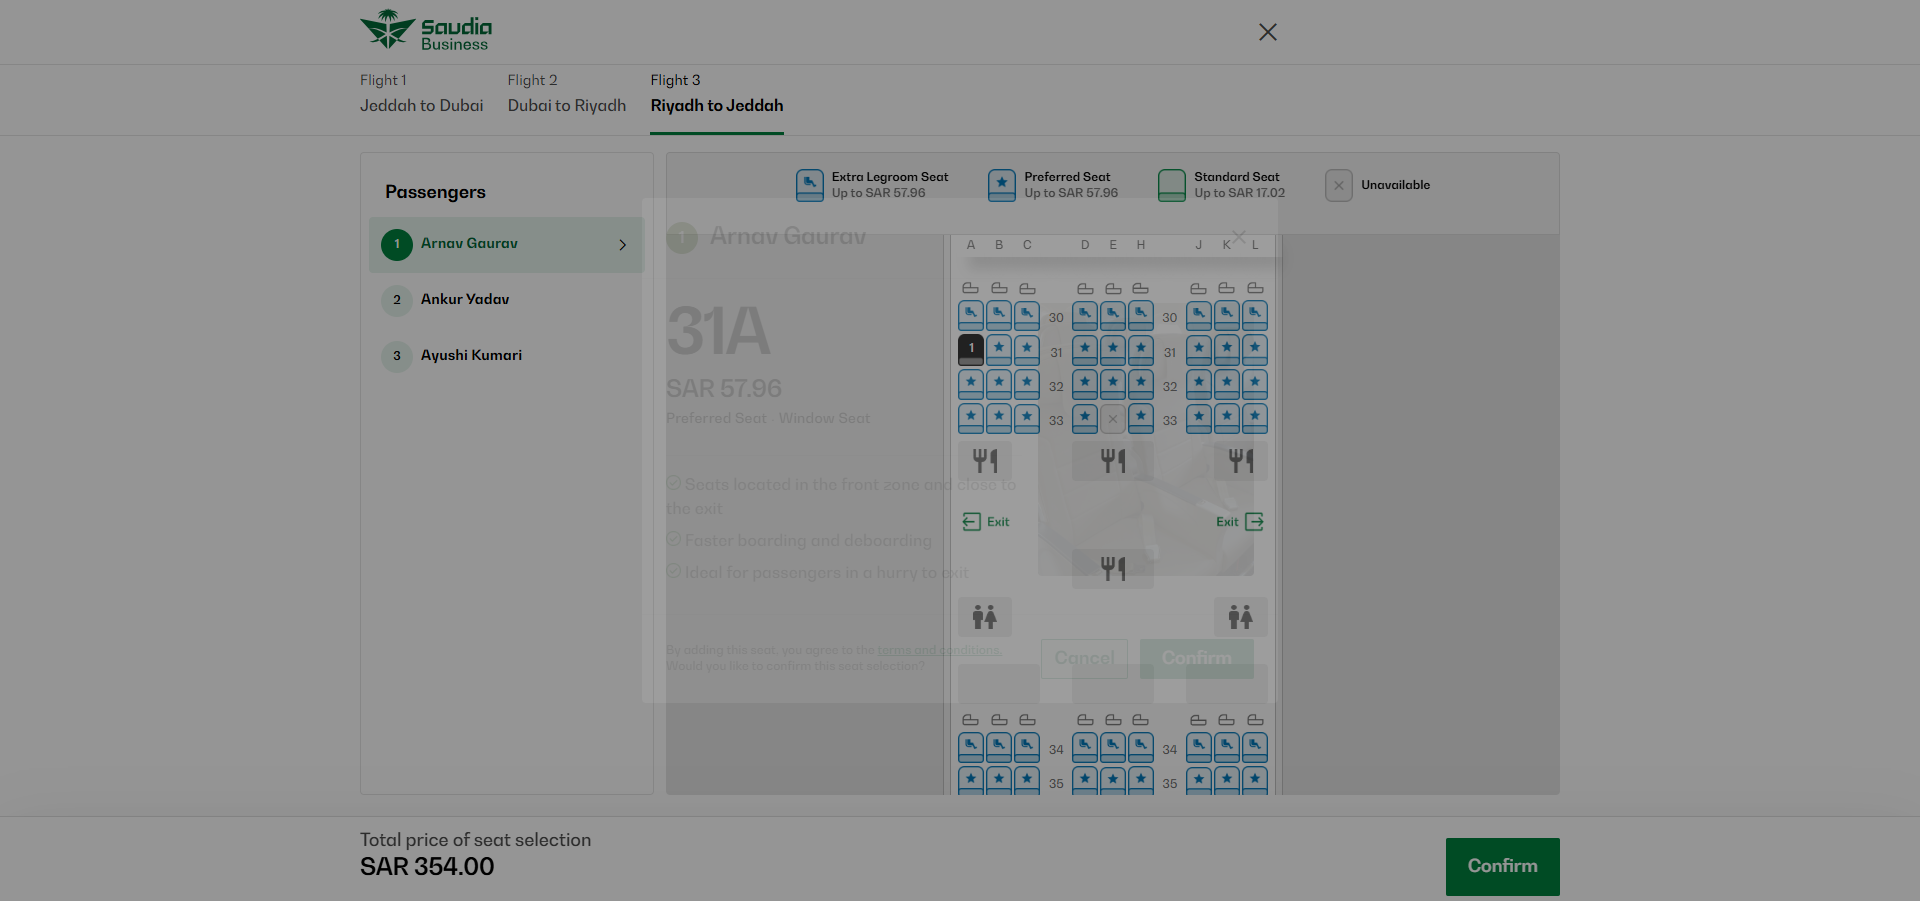 Saudia
Business
Flight 1
Jeddah to Dubai
Flight 2
Dubai to Riyadh
Flight 3
Riyadh to Jeddah
Passengers
1 Arnav Gaurav
2 Ankur Yadav
3 Ayushi Kumari
Extra Legroom Seat
Up to SAR 57.96
Preferred Seat
Up to SAR 57.96
Standard Seat
Up to SAR 17.02
Unavailable
1 Arnav Gaurav
31A
SAR 57.96
Preferred Seat - Window Seat
Seats located in the front zone and close to
the exit
Faster boarding and deboarding
Ideal for passengers in a hurry to exit
By adding this seat, you agree to the terms and conditions.
Would you like to confirm this seat selection?
Cancel
Confirm
A B C D E H J K L
30 30
1 31 31
32 32
33 33
Exit Exit
34 34
35 35
Total price of seat selection
SAR 354.00
Confirm